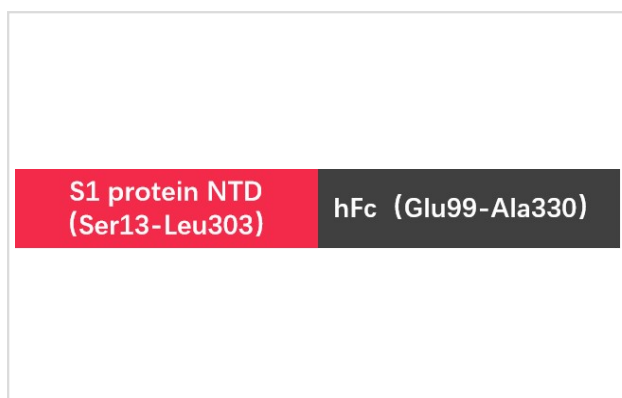 S1 protein NTD
(Ser13-Leu303)
hFc（Glu99-Ala330）